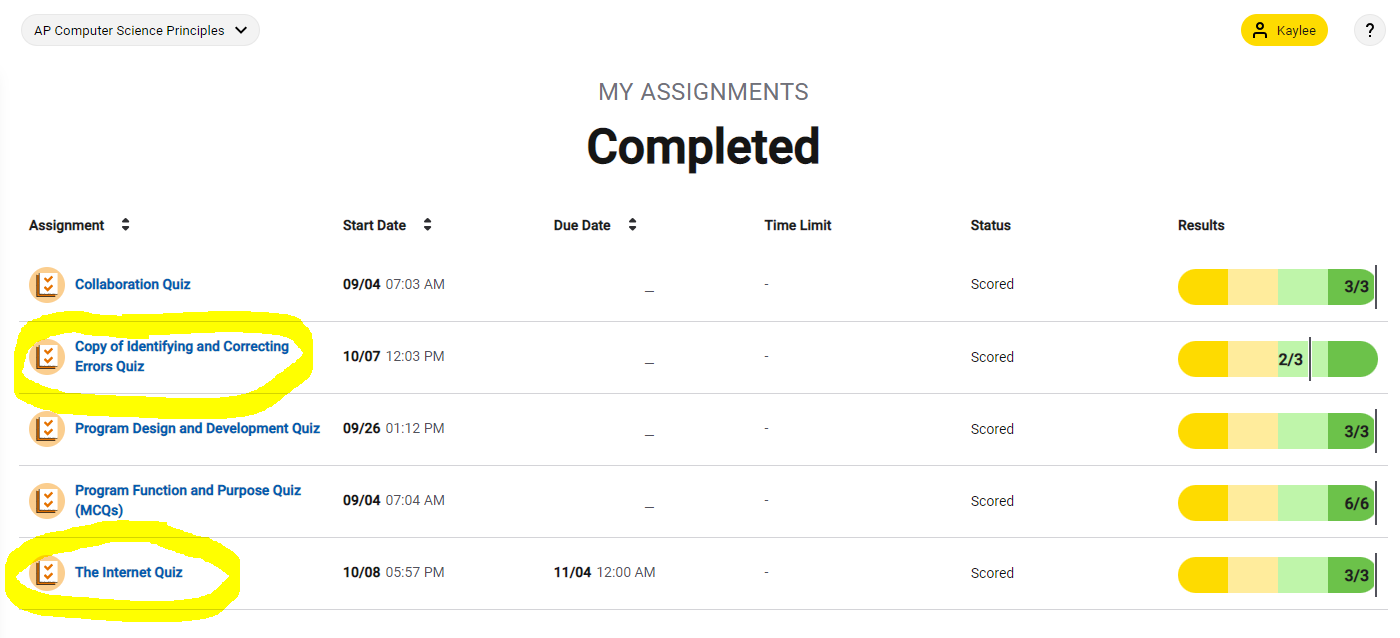 AP Computer Science Principles
Kaylee
?
MY ASSIGNMENTS
Completed
Assignment Start Date Due Date Time Limit Status Results
Collaboration Quiz 09/04 07:03 AM _ - Scored 3/3
Copy of Identifying and Correcting
Errors Quiz 10/07 12:03 PM _ - Scored 2/3
Program Design and Development Quiz 09/26 01:12 PM _ - Scored 3/3
Program Function and Purpose Quiz
(MCQs) 09/04 07:04 AM _ - Scored 6/6
The Internet Quiz 10/08 05:57 PM 11/04 12:00 AM - Scored 3/3